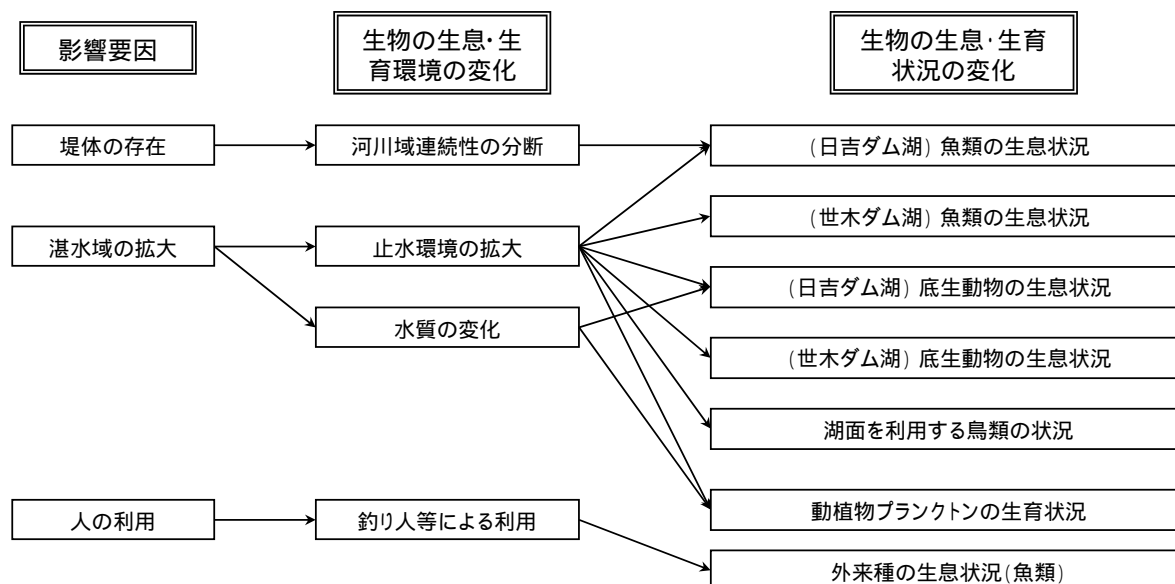 影響要因
生物の生息・生
育環境の変化
生物の生息・生育
状況の変化
堤体の存在
河川域連続性の分断
(日吉ダム湖) 魚類の生息状況
(世木ダム湖) 魚類の生息状況
湛水域の拡大
止水環境の拡大
(日吉ダム湖) 底生動物の生息状況
水質の変化
(世木ダム湖) 底生動物の生息状況
湖面を利用する鳥類の状況
人の利用
釣り人等による利用
動植物プランクトンの生育状況
外来種の生息状況(魚類)